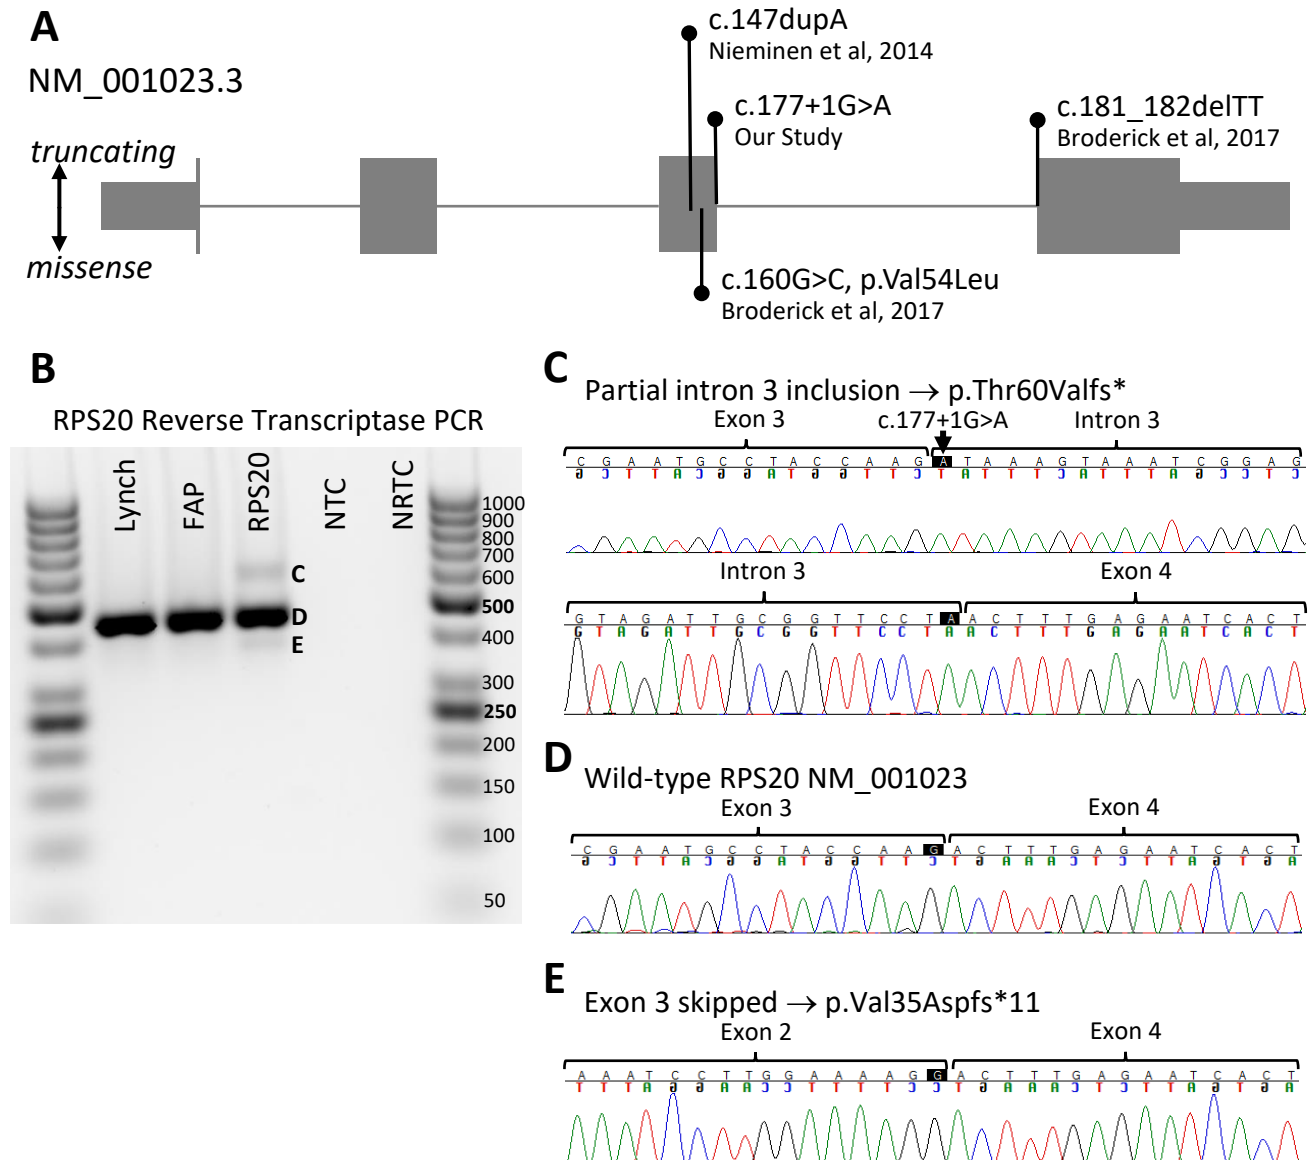 A
NM_001023.3
truncating
missense
c.147dupA
Nieminen et al, 2014
c.177+1G>A
Our Study
c.181_182delTT
Broderick et al, 2017
c.160G>C, p.Val54Leu
Broderick et al, 2017
B
RPS20 Reverse Transcriptase PCR
Lynch
FAP
RPS20
NTC
NRTC
1000
900
800
700
600
500
400
300
250
200
150
100
50
C
D
E
C
Partial intron 3 inclusion → p.Thr60Valfs*
Exon 3
c.177+1G>A
Intron 3
C G A A T G C C T A C C A A G A T A A A G T A A A T A C G G A G
G C T T A C G G A T G G T T C T A T T T C A T T T A T G C C T C
Intron 3
Exon 4
G T A G A T T G C G G T T C C T A A C T T T G A G A A T C A C T
G T A G A T T G C G G T T C C T A A C T T T G A G A A T C A C T
D
Wild-type RPS20 NM_001023
Exon 3
Exon 4
C G A A T G C C T A C C A A G A C T T T G A G A A T C A C T
G C T T A C G G A T G G T T C T G A A A C T C T T A G T G A
E
Exon 3 skipped → p.Val35Aspfs*11
Exon 2
Exon 4
A A A T C C T T G G A A A A G G A C T T T G A G A A T C A C T
T T T A G G A A C C T T T T C C T G A A A C T C T T A G T G A